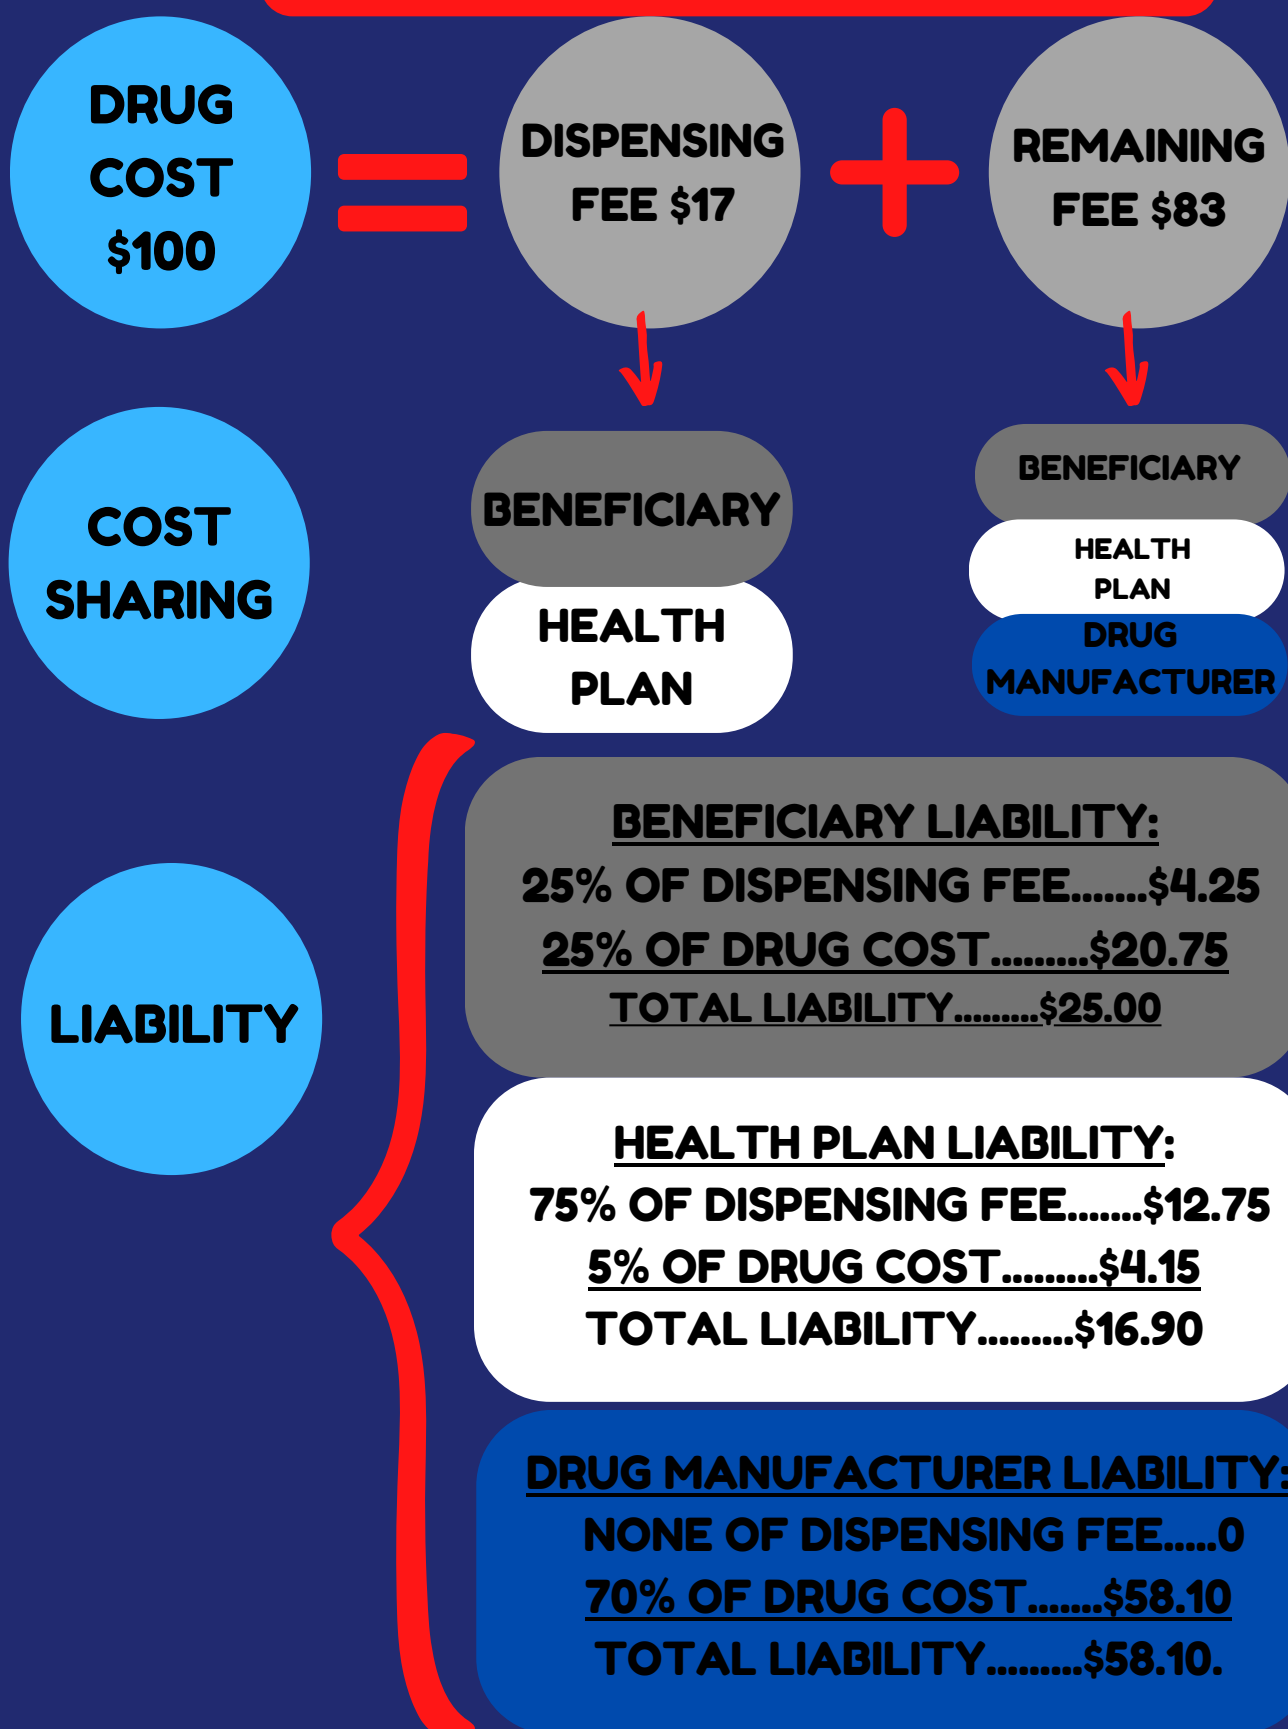 DRUG
COST
$100
DISPENSING
FEE $17
REMAINING
FEE $83
COST
SHARING
BENEFICIARY
HEALTH
PLAN
BENEFICIARY
HEALTH
PLAN
DRUG
MANUFACTURER
LIABILITY
BENEFICIARY LIABILITY:
25% OF DISPENSING FEE.......$4.25
25% OF DRUG COST.........$20.75
TOTAL LIABILITY.........$25.00
HEALTH PLAN LIABILITY:
75% OF DISPENSING FEE.......$12.75
5% OF DRUG COST.........$4.15
TOTAL LIABILITY.........$16.90
DRUG MANUFACTURER LIABILITY:
NONE OF DISPENSING FEE.....0
70% OF DRUG COST.......$58.10
TOTAL LIABILITY.........$58.10.